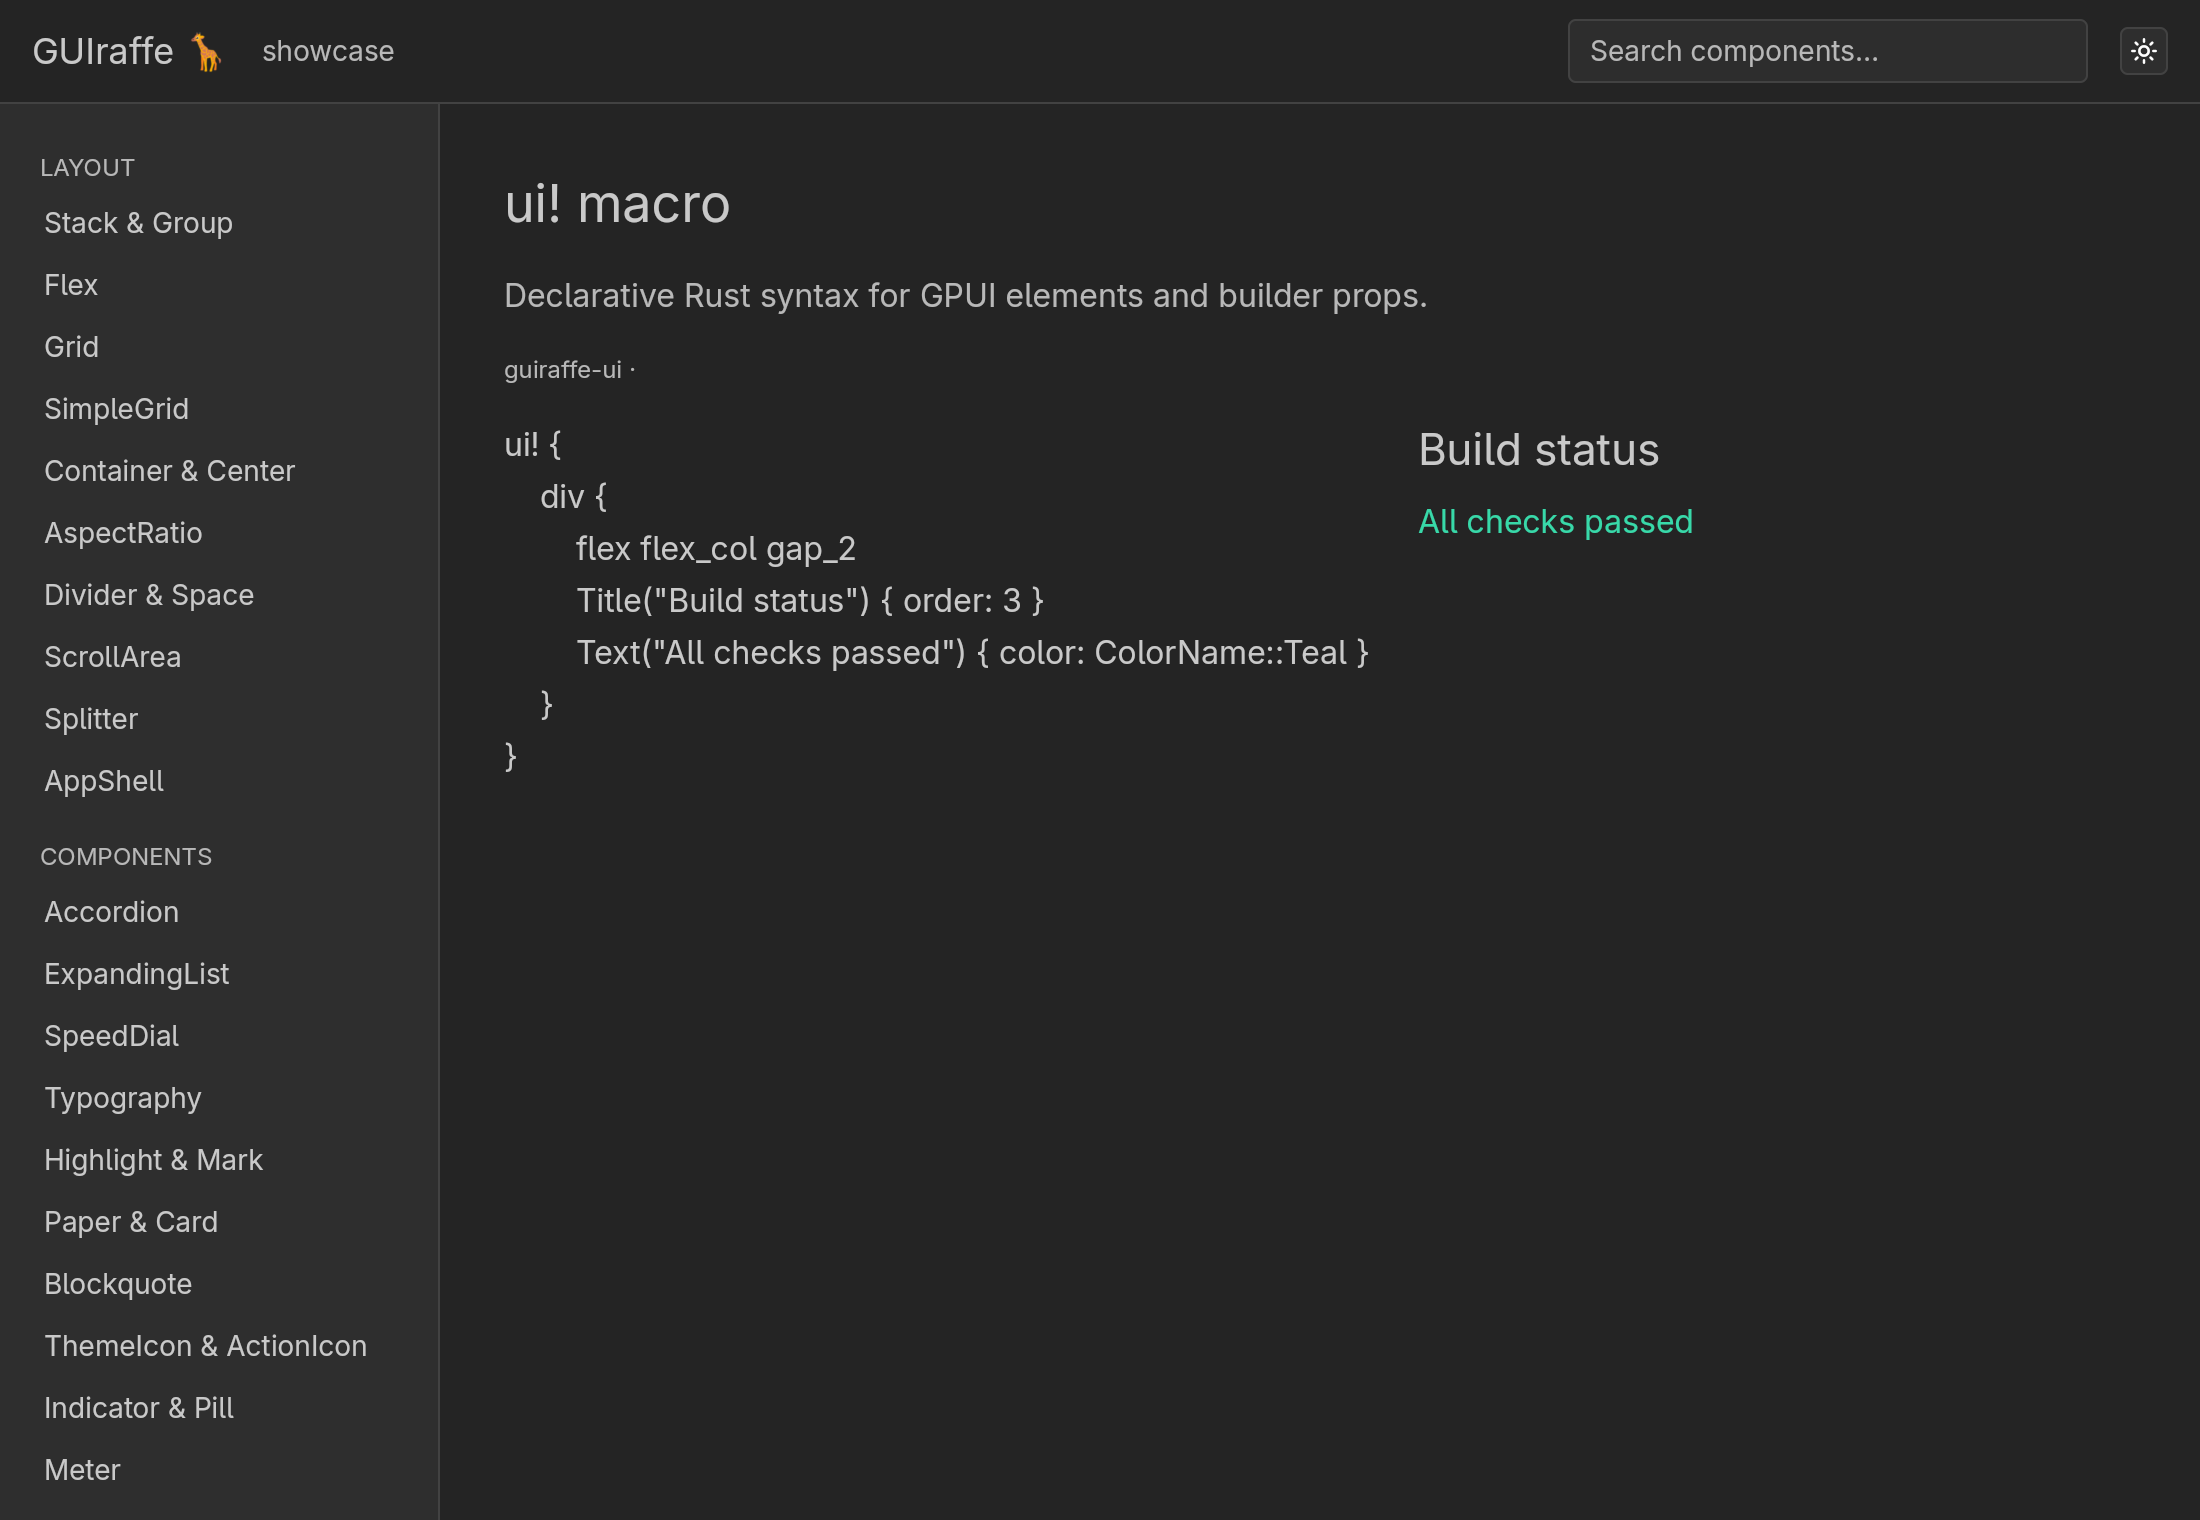 GUIraffe 🦒 showcase
Search components...
LAYOUT
Stack & Group
Flex
Grid
SimpleGrid
Container & Center
AspectRatio
Divider & Space
ScrollArea
Splitter
AppShell
COMPONENTS
Accordion
ExpandingList
SpeedDial
Typography
Highlight & Mark
Paper & Card
Blockquote
ThemeIcon & ActionIcon
Indicator & Pill
Meter
ui! macro
Declarative Rust syntax for GPUI elements and builder props.
guiraffe-ui ·
ui! {
    div {
        flex flex_col gap_2
        Title("Build status") { order: 3 }
        Text("All checks passed") { color: ColorName::Teal }
    }
}
Build status
All checks passed